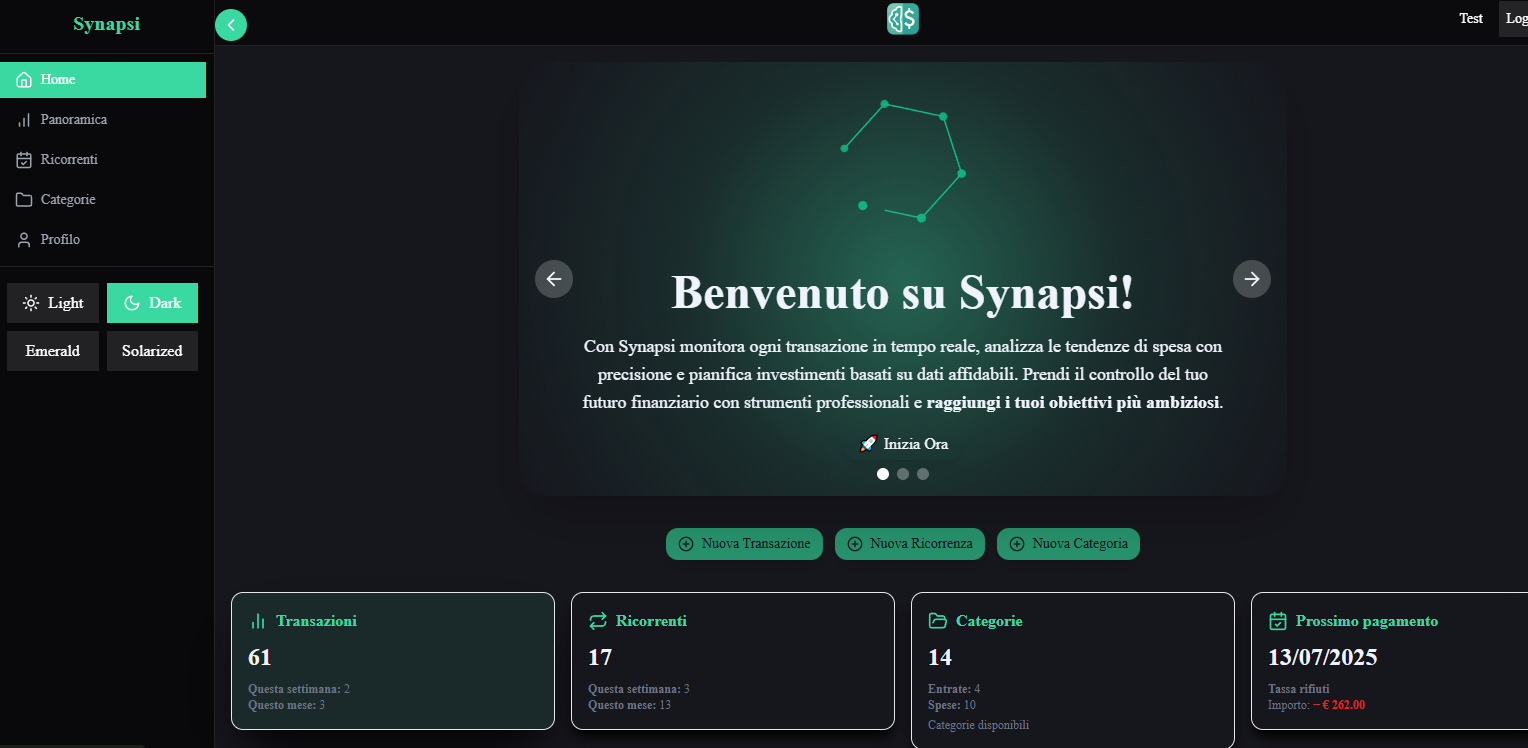 Synapsi
Test
Log
Home
Panoramica
Ricorrenti
Categorie
Profilo
Light
Dark
Emerald
Solarized
$
Benvenuto su Synapsi!
Con Synapsi monitora ogni transazione in tempo reale, analizza le tendenze di spesa con
precisione e pianifica investimenti basati su dati affidabili. Prendi il controllo del tuo
futuro finanziario con strumenti professionali e raggiungi i tuoi obiettivi più ambiziosi.
🚀 Inizia Ora
Nuova Transazione
Nuova Ricorrenza
Nuova Categoria
Transazioni
61
Questa settimana: 2
Questo mese: 3
Ricorrenti
17
Questa settimana: 3
Questo mese: 13
Categorie
14
Entrate: 4
Spese: 10
Categorie disponibili
Prossimo pagamento
13/07/2025
Tassa rifiuti
Importo: − € 262.00